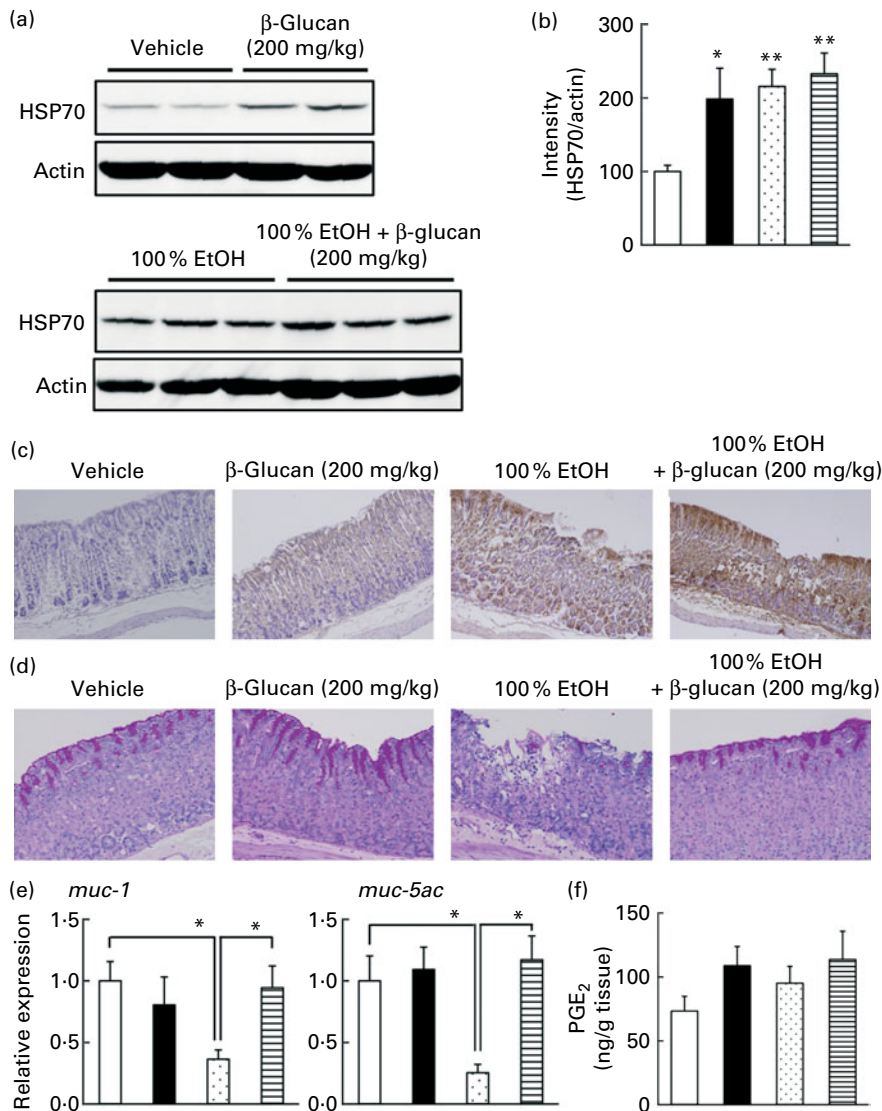 (a)
Vehicle
β-Glucan
(200 mg/kg)
HSP70
Actin
100 % EtOH
100 % EtOH + β-glucan
(200 mg/kg)
HSP70
Actin
(b)
Intensity
(HSP70/actin)
300
200
100
0
*
**
**
(c)
Vehicle
β-Glucan (200 mg/kg)
100 % EtOH
100 % EtOH
+ β-glucan (200 mg/kg)
(d)
Vehicle
β-Glucan (200 mg/kg)
100 % EtOH
100 % EtOH
+ β-glucan (200 mg/kg)
(e)
muc-1
Relative expression
1·5
1·0
0·5
0·0
*
*
muc-5ac
1·5
1·0
0·5
0·0
*
*
(f)
PGE₂
(ng/g tissue)
150
100
50
0